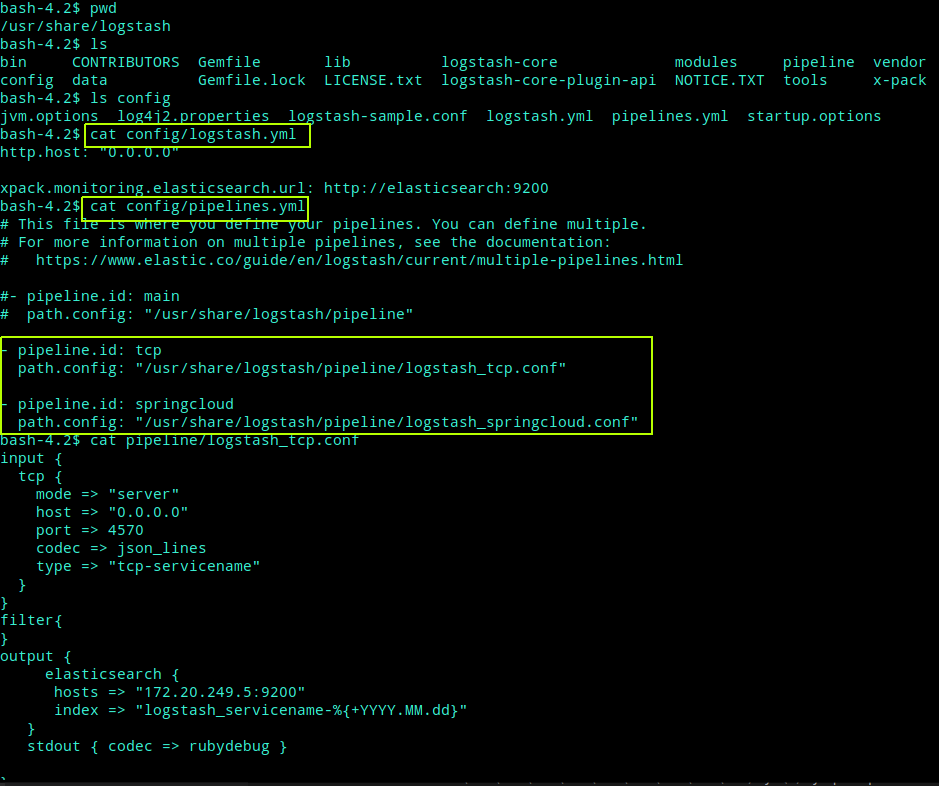 bash-4.2$ pwd
/usr/share/logstash
bash-4.2$ ls
bin     CONTRIBUTORS  Gemfile       lib          logstash-core             modules     pipeline  vendor
config  data          Gemfile.lock  LICENSE.txt  logstash-core-plugin-api  NOTICE.TXT  tools     x-pack
bash-4.2$ ls config
jvm.options  log4j2.properties  logstash-sample.conf  logstash.yml  pipelines.yml  startup.options
bash-4.2$ cat config/logstash.yml
http.host: "0.0.0.0"
xpack.monitoring.elasticsearch.url: http://elasticsearch:9200
bash-4.2$ cat config/pipelines.yml
# This file is where you define your pipelines. You can define multiple.
# For more information on multiple pipelines, see the documentation:
#   https://www.elastic.co/guide/en/logstash/current/multiple-pipelines.html
#- pipeline.id: main
#  path.config: "/usr/share/logstash/pipeline"
- pipeline.id: tcp
  path.config: "/usr/share/logstash/pipeline/logstash_tcp.conf"
- pipeline.id: springcloud
  path.config: "/usr/share/logstash/pipeline/logstash_springcloud.conf"
bash-4.2$ cat pipeline/logstash_tcp.conf
input {
  tcp {
    mode => "server"
    host => "0.0.0.0"
    port => 4570
    codec => json_lines
    type => "tcp-servicename"
  }
}
filter{
}
output {
     elasticsearch {
      hosts => "172.20.249.5:9200"
      index => "logstash_servicename-%{+YYYY.MM.dd}"
   }
   stdout { codec => rubydebug }